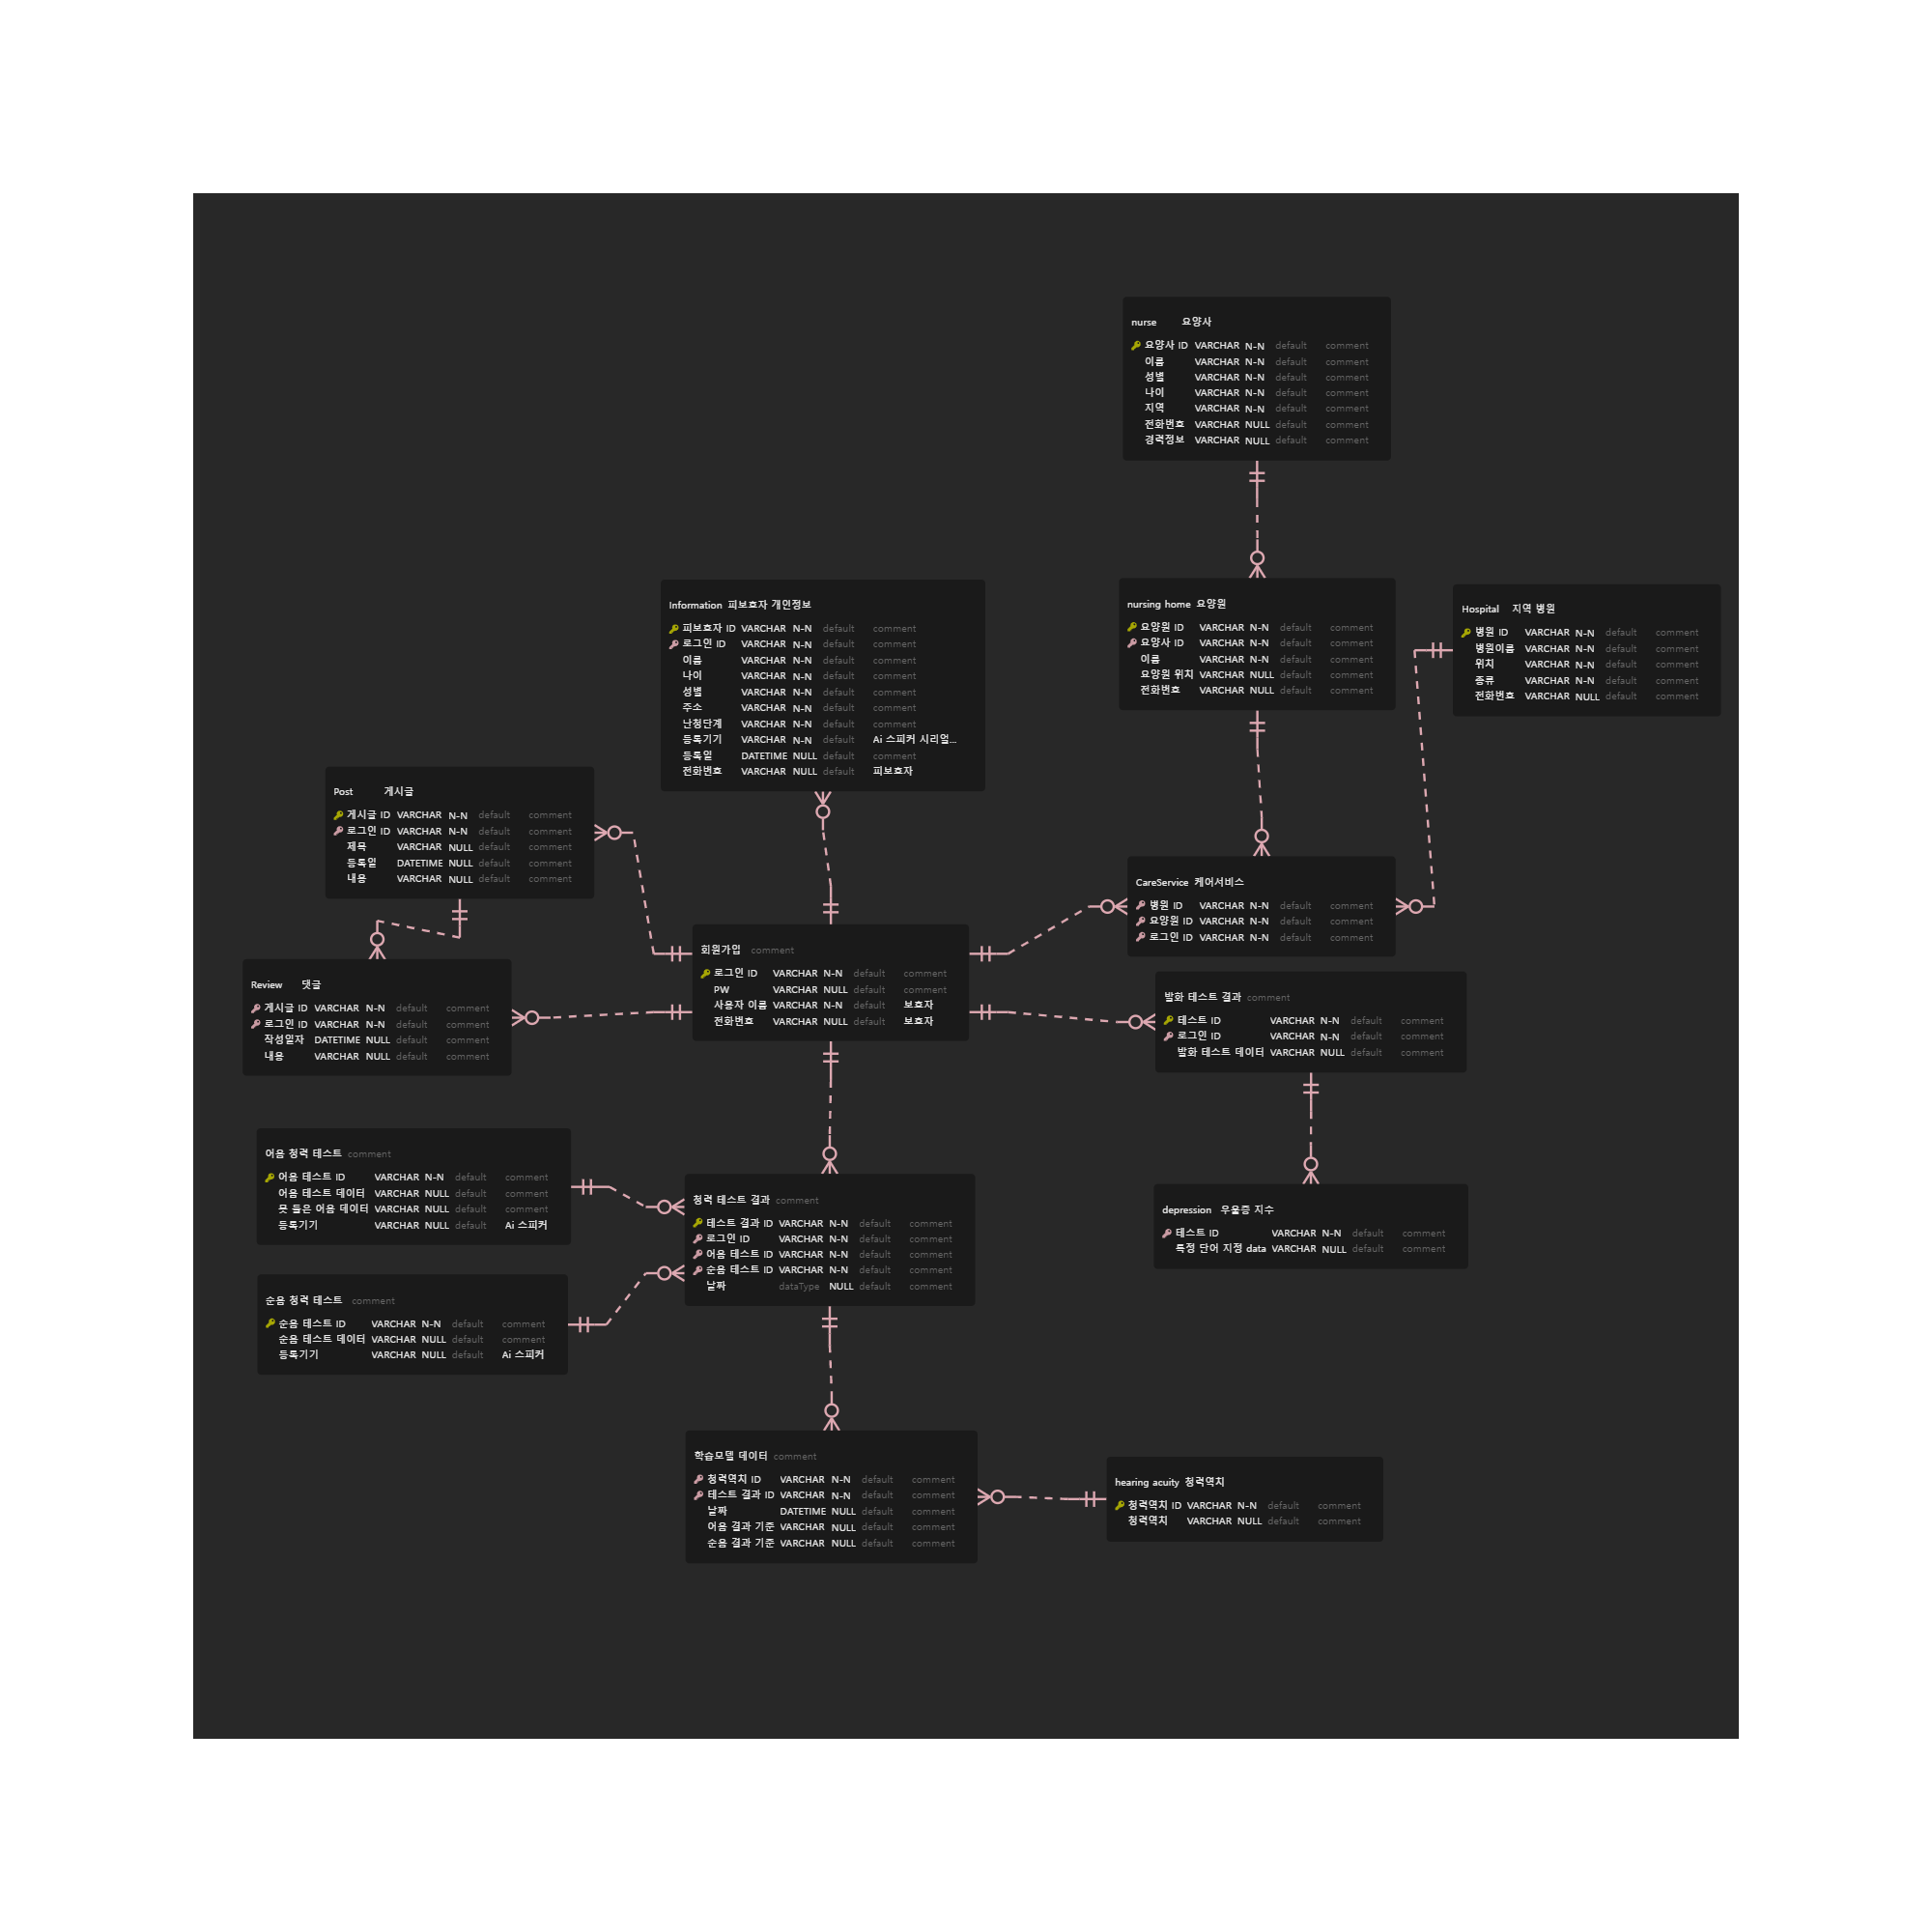 nurse 요양사
요양사 ID VARCHAR N-N default comment
이름 VARCHAR N-N default comment
성별 VARCHAR N-N default comment
나이 VARCHAR N-N default comment
지역 VARCHAR N-N default comment
전화번호 VARCHAR NULL default comment
경력정보 VARCHAR NULL default comment
Information 피보호자 개인정보
피보호자 ID VARCHAR N-N default comment
로그인 ID VARCHAR N-N default comment
이름 VARCHAR N-N default comment
나이 VARCHAR N-N default comment
성별 VARCHAR N-N default comment
주소 VARCHAR N-N default comment
난청단계 VARCHAR N-N default comment
등록기기 VARCHAR N-N default Ai 스피커 시리얼...
등록일 DATETIME NULL default comment
전화번호 VARCHAR NULL default 피보호자
nursing home 요양원
요양원 ID VARCHAR N-N default comment
요양사 ID VARCHAR N-N default comment
이름 VARCHAR N-N default comment
요양원 위치 VARCHAR NULL default comment
전화번호 VARCHAR NULL default comment
Hospital 지역 병원
병원 ID VARCHAR N-N default comment
병원이름 VARCHAR N-N default comment
위치 VARCHAR N-N default comment
종류 VARCHAR N-N default comment
전화번호 VARCHAR NULL default comment
Post 게시글
게시글 ID VARCHAR N-N default comment
로그인 ID VARCHAR N-N default comment
제목 VARCHAR NULL default comment
등록일 DATETIME NULL default comment
내용 VARCHAR NULL default comment
CareService 케어서비스
병원 ID VARCHAR N-N default comment
요양원 ID VARCHAR N-N default comment
로그인 ID VARCHAR N-N default comment
회원가입 comment
로그인 ID VARCHAR N-N default comment
PW VARCHAR NULL default comment
사용자 이름 VARCHAR N-N default 보호자
전화번호 VARCHAR NULL default 보호자
Review 댓글
게시글 ID VARCHAR N-N default comment
로그인 ID VARCHAR N-N default comment
작성일자 DATETIME NULL default comment
내용 VARCHAR NULL default comment
발화 테스트 결과 comment
테스트 ID VARCHAR N-N default comment
로그인 ID VARCHAR N-N default comment
발화 테스트 데이터 VARCHAR NULL default comment
어음 청력 테스트 comment
어음 테스트 ID VARCHAR N-N default comment
어음 테스트 데이터 VARCHAR NULL default comment
못 들은 어음 데이터 VARCHAR NULL default comment
등록기기 VARCHAR NULL default Ai 스피커
청력 테스트 결과 comment
테스트 결과 ID VARCHAR N-N default comment
로그인 ID VARCHAR N-N default comment
어음 테스트 ID VARCHAR N-N default comment
순음 테스트 ID VARCHAR N-N default comment
날짜 dataType NULL default comment
depression 우울증 지수
테스트 ID VARCHAR N-N default comment
특정 단어 지정 data VARCHAR NULL default comment
순음 청력 테스트 comment
순음 테스트 ID VARCHAR N-N default comment
순음 테스트 데이터 VARCHAR NULL default comment
등록기기 VARCHAR NULL default Ai 스피커
학습모델 데이터 comment
청력역치 ID VARCHAR N-N default comment
테스트 결과 ID VARCHAR N-N default comment
날짜 DATETIME NULL default comment
어음 결과 기준 VARCHAR NULL default comment
순음 결과 기준 VARCHAR NULL default comment
hearing acuity 청력역치
청력역치 ID VARCHAR N-N default comment
청력역치 VARCHAR NULL default comment